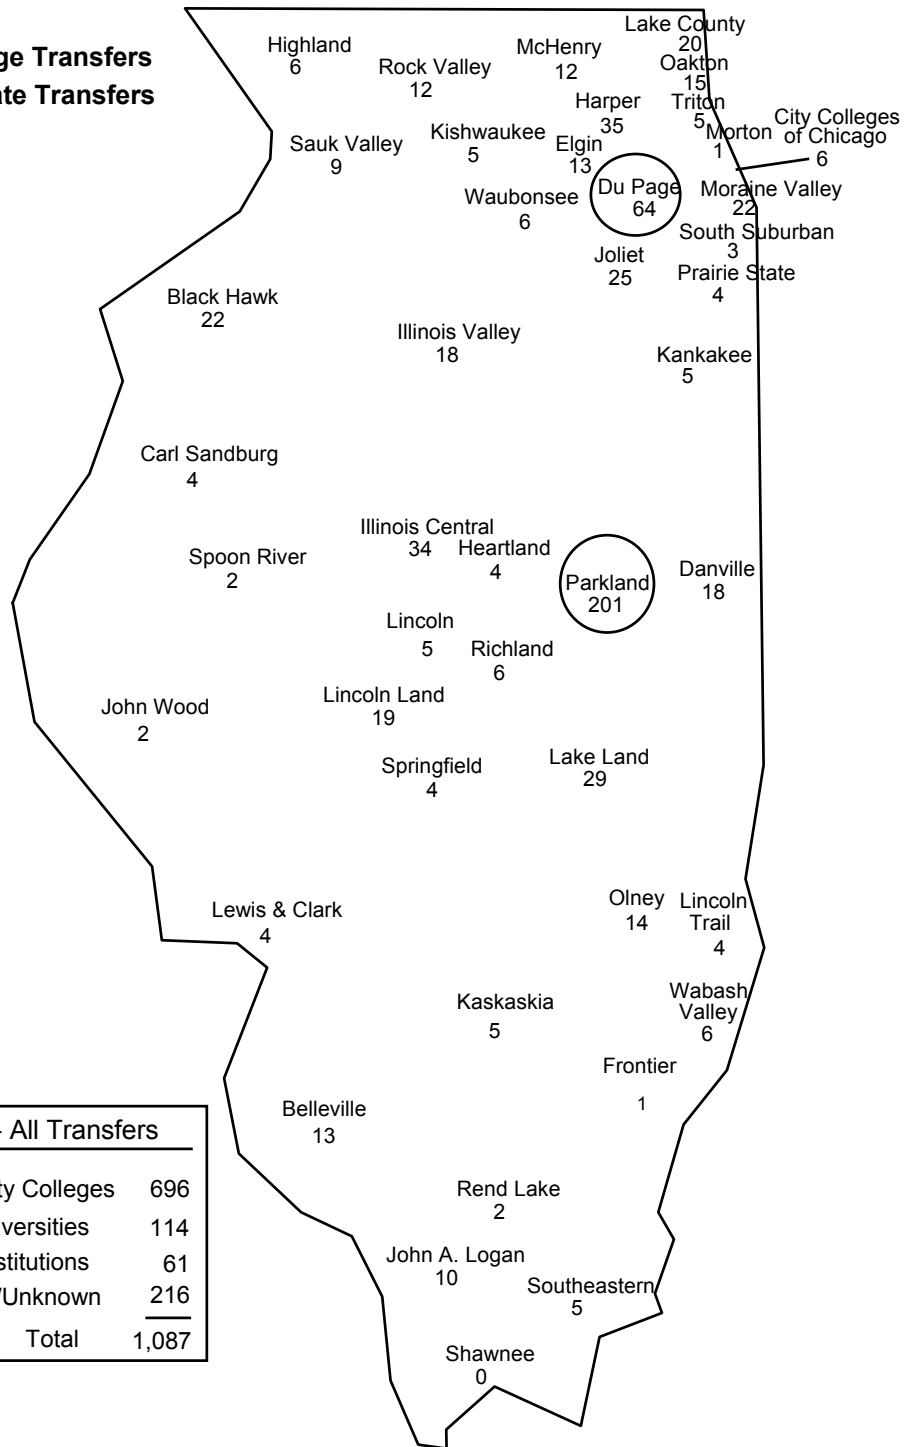 ge Transfers
ate Transfers
Lake County
20
Highland
6
McHenry
12
Oakton
15
Rock Valley
12
Harper
35
Triton
5
City Colleges
of Chicago
6
Morton
1
Kishwaukee
5
Sauk Valley
9
Elgin
13
Du Page
64
Moraine Valley
22
Waubonsee
6
South Suburban
3
Joliet
25
Prairie State
4
Black Hawk
22
Illinois Valley
18
Kankakee
5
Carl Sandburg
4
Illinois Central
34
Heartland
4
Spoon River
2
Parkland
201
Danville
18
Lincoln
5
Richland
6
Lincoln Land
19
John Wood
2
Springfield
4
Lake Land
29
Olney
14
Lincoln
Trail
4
Lewis & Clark
4
Kaskaskia
5
Wabash
Valley
6
Frontier
1
Belleville
13
- All Transfers
ty Colleges 696
versities 114
stitutions 61
/Unknown 216
Total 1,087
Rend Lake
2
John A. Logan
10
Southeastern
5
Shawnee
0